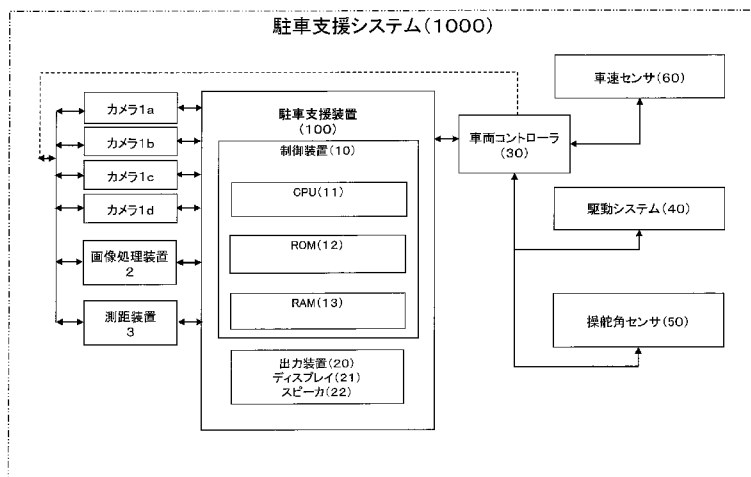 駐車支援システム(1000)
カメラ1a
カメラ1b
カメラ1c
カメラ1d
画像処理装置
2
測距装置
3
駐車支援装置
(100)
制御装置(10)
CPU(11)
ROM(12)
RAM(13)
出力装置(20)
ディスプレイ(21)
スピーカ(22)
車両コントローラ
(30)
車速センサ(60)
駆動システム(40)
操舵角センサ(50)